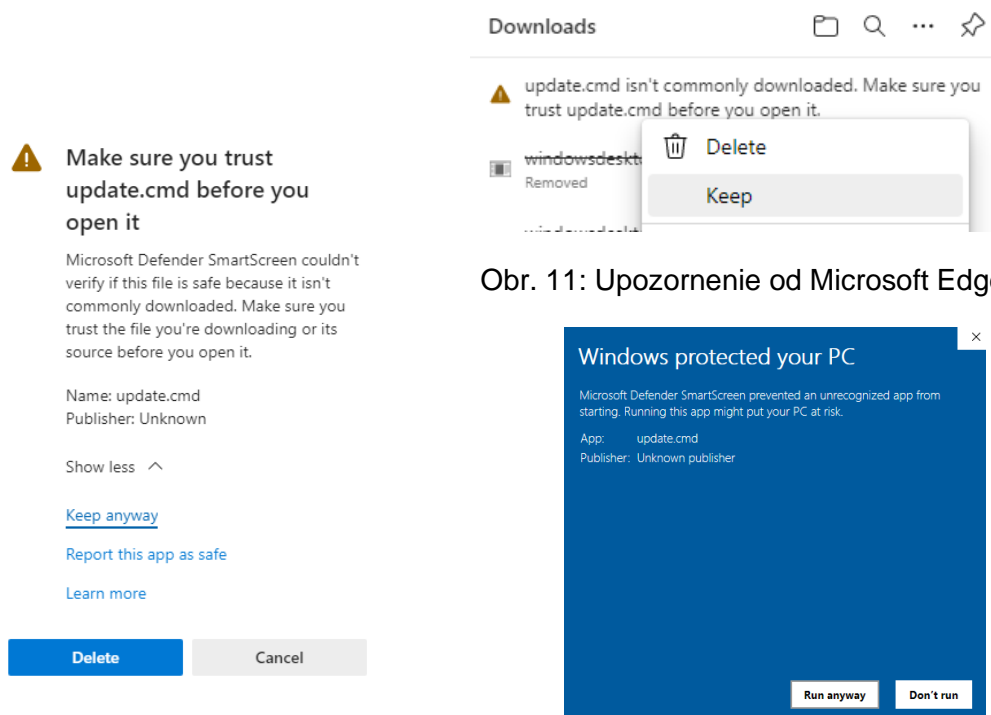 Make sure you trust
update.cmd before you
open it
Microsoft Defender SmartScreen couldn't
verify if this file is safe because it isn't
commonly downloaded. Make sure you
trust the file you're downloading or its
source before you open it.
Name: update.cmd
Publisher: Unknown
Show less
Keep anyway
Report this app as safe
Learn more
Delete
Cancel
Downloads
update.cmd isn't commonly downloaded. Make sure you
trust update.cmd before you open it.
Removed
Delete
Keep
Obr. 11: Upozornenie od Microsoft
Windows protected your PC
Microsoft Defender SmartScreen prevented an unrecognized app from
starting. Running this app might put your PC at risk.
App: update.cmd
Publisher: Unknown publisher
Run anyway
Don't run